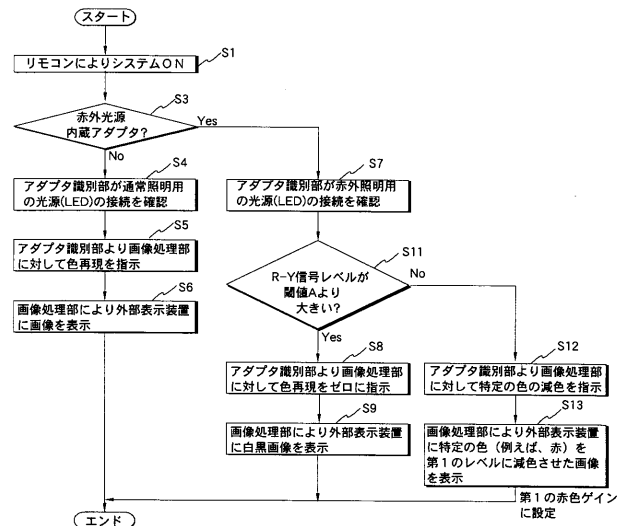 スタート
S1
リモコンによりシステムON
S3
赤外光源
内蔵アダプタ?
Yes
No
S4
アダプタ識別部が通常照明用
の光源(LED)の接続を確認
S7
アダプタ識別部が赤外照明用
の光源(LED)の接続を確認
S5
アダプタ識別部より画像処理部
に対して色再現を指示
S11
R-Y信号レベルが
閾値Aより
大きい?
No
Yes
S6
画像処理部により外部表示装置
に画像を表示
S8
アダプタ識別部より画像処理部
に対して色再現をゼロに指示
S12
アダプタ識別部より画像処理部
に対して特定の色の減色を指示
S9
画像処理部により外部表示装置
に白黒画像を表示
S13
画像処理部により外部表示装置
に特定の色(例えば、赤)を
第1のレベルに減色させた画像
を表示
第1の赤色ゲイン
に設定
エンド